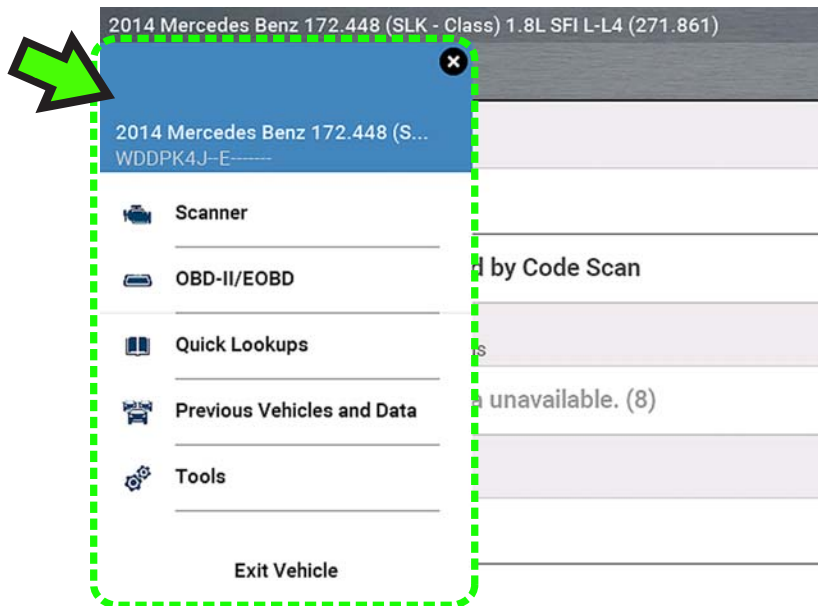 2014 Mercedes Benz 172.448 (SLK - Class) 1.8L SFI L-L4 (271.861)
2014 Mercedes Benz 172.448 (S...
WDDPK4J--E-------
Scanner
OBD-II/EOBD
d by Code Scan
Quick Lookups
s
Previous Vehicles and Data
a unavailable. (8)
Tools
Exit Vehicle